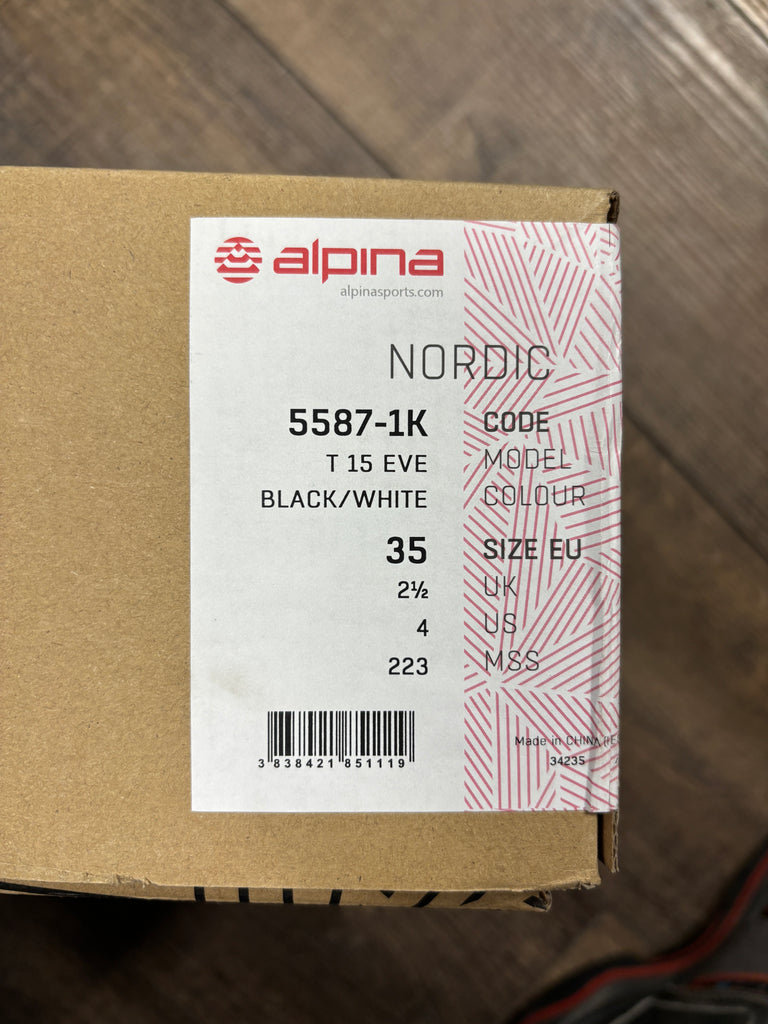 alpina
alpinasports.com
NORDIC
5587-1K CODE
T 15 EVE MODEL
BLACK/WHITE COLOUR
35 SIZE EU
2½ UK
4 US
223 MSS
Made in CHINA
34235
3 838421 851119